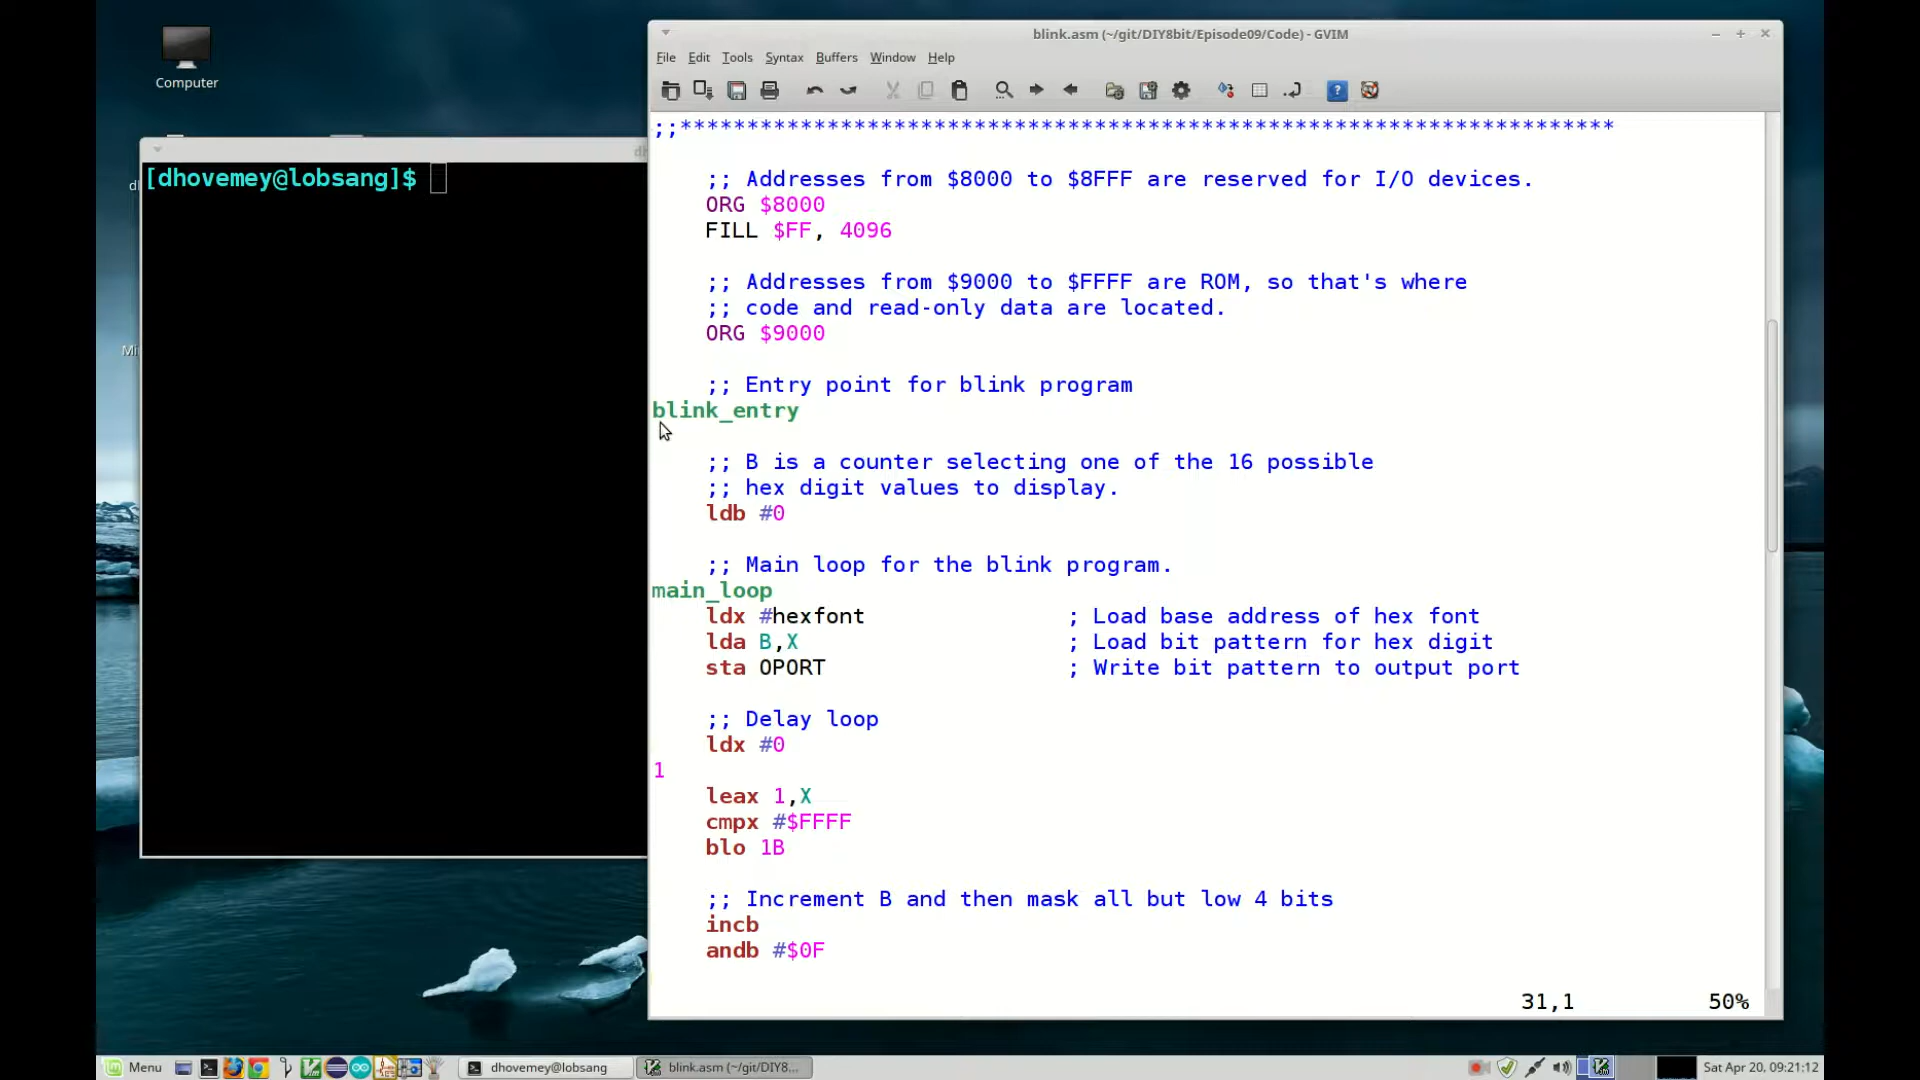 Computer
blink.asm (~/git/DIY8bit/Episode09/Code) - GVIM
File Edit Tools Syntax Buffers Window Help
[dhovemey@lobsang]$
;;**********************************************************************
;; Addresses from $8000 to $8FFF are reserved for I/O devices.
ORG $8000
FILL $FF, 4096
;; Addresses from $9000 to $FFFF are ROM, so that's where
;; code and read-only data are located.
ORG $9000
;; Entry point for blink program
blink_entry
;; B is a counter selecting one of the 16 possible
;; hex digit values to display.
ldb #0
;; Main loop for the blink program.
main_loop
ldx #hexfont ; Load base address of hex font
lda B,X ; Load bit pattern for hex digit
sta OPORT ; Write bit pattern to output port
;; Delay loop
ldx #0
1
leax 1,X
cmpx #$FFFF
blo 1B
;; Increment B and then mask all but low 4 bits
incb
andb #$0F
31,1 50%
Menu dhovemey@lobsang blink.asm (~/git/DIY8... Sat Apr 20, 09:21:12